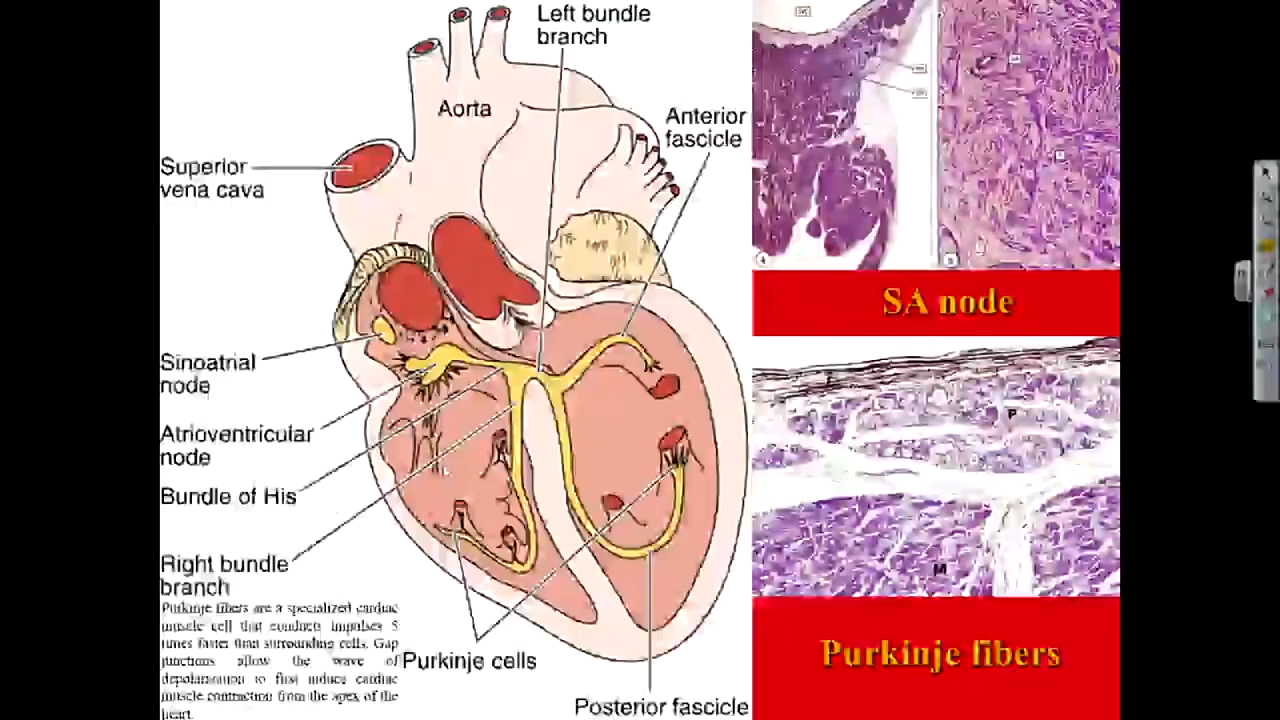 Left bundle
branch
Aorta
Anterior
fascicle
Superior
vena cava
Sinoatrial
node
Atrioventricular
node
Bundle of His
Right bundle
branch
Purkinje fibers are a specialized cardiac
muscle cell that conduct impulses 5
times faster than surrounding cells. Gap
junctions allow the wave of
depolarization to first induce cardiac
muscle contraction from the apex of the
heart.
Purkinje cells
Posterior fascicle
SA node
P
M
Purkinje fibers